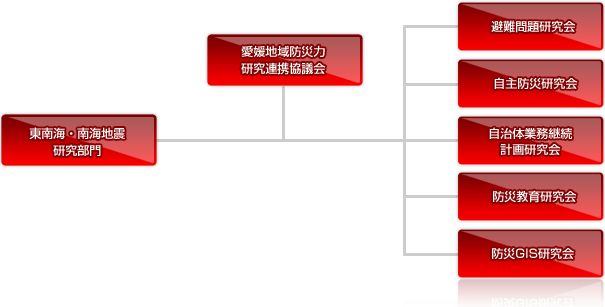 愛媛地域防災力
研究連携協議会
東南海・南海地震
研究部門
避難問題研究会
自主防災研究会
自治体業務継続
計画研究会
防災教育研究会
防災GIS研究会